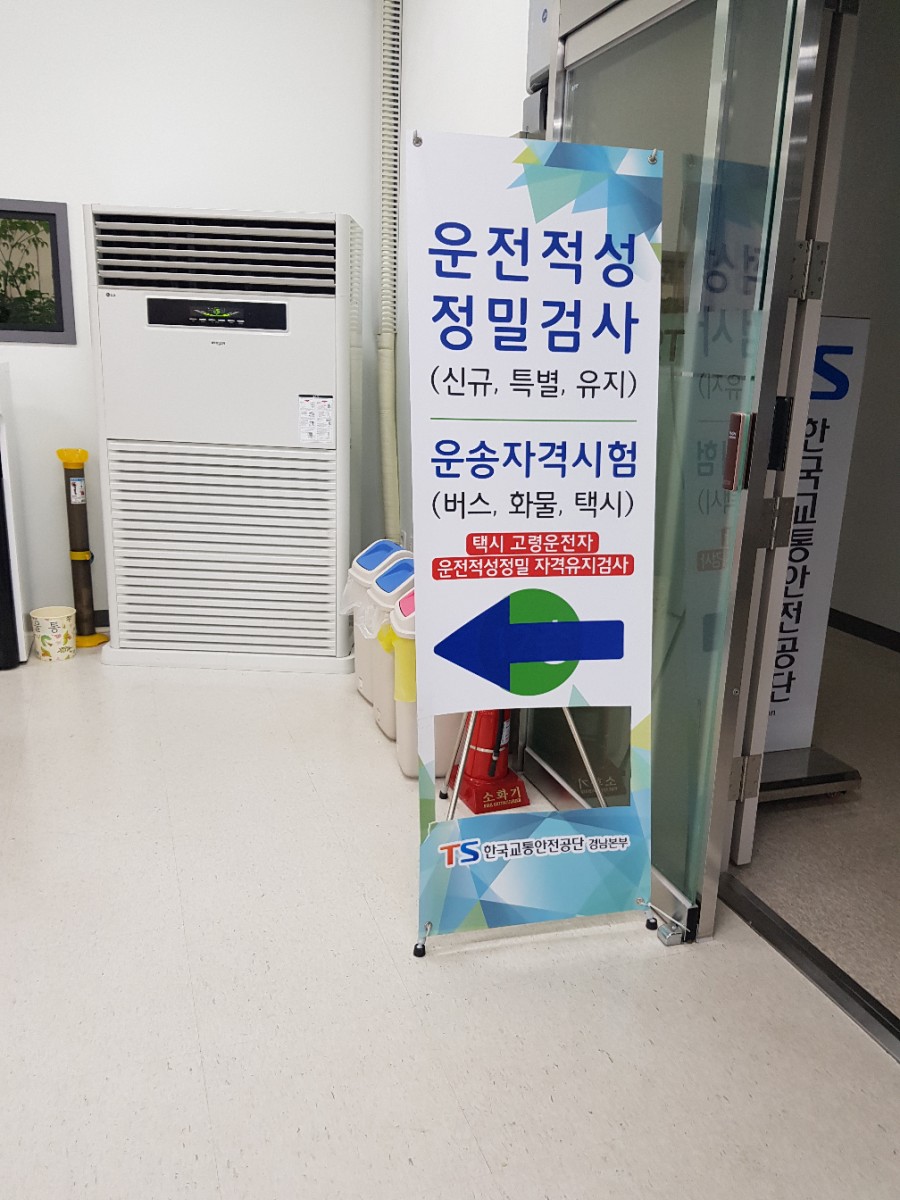 운전적성
정밀검사
(신규, 특별, 유지)
운송자격시험
(버스, 화물, 택시)
택시 고령운전자
운전적성정밀 자격유지검사
소화기
TS 한국교통안전공단 경남본부
S
한국교통안전공단
통